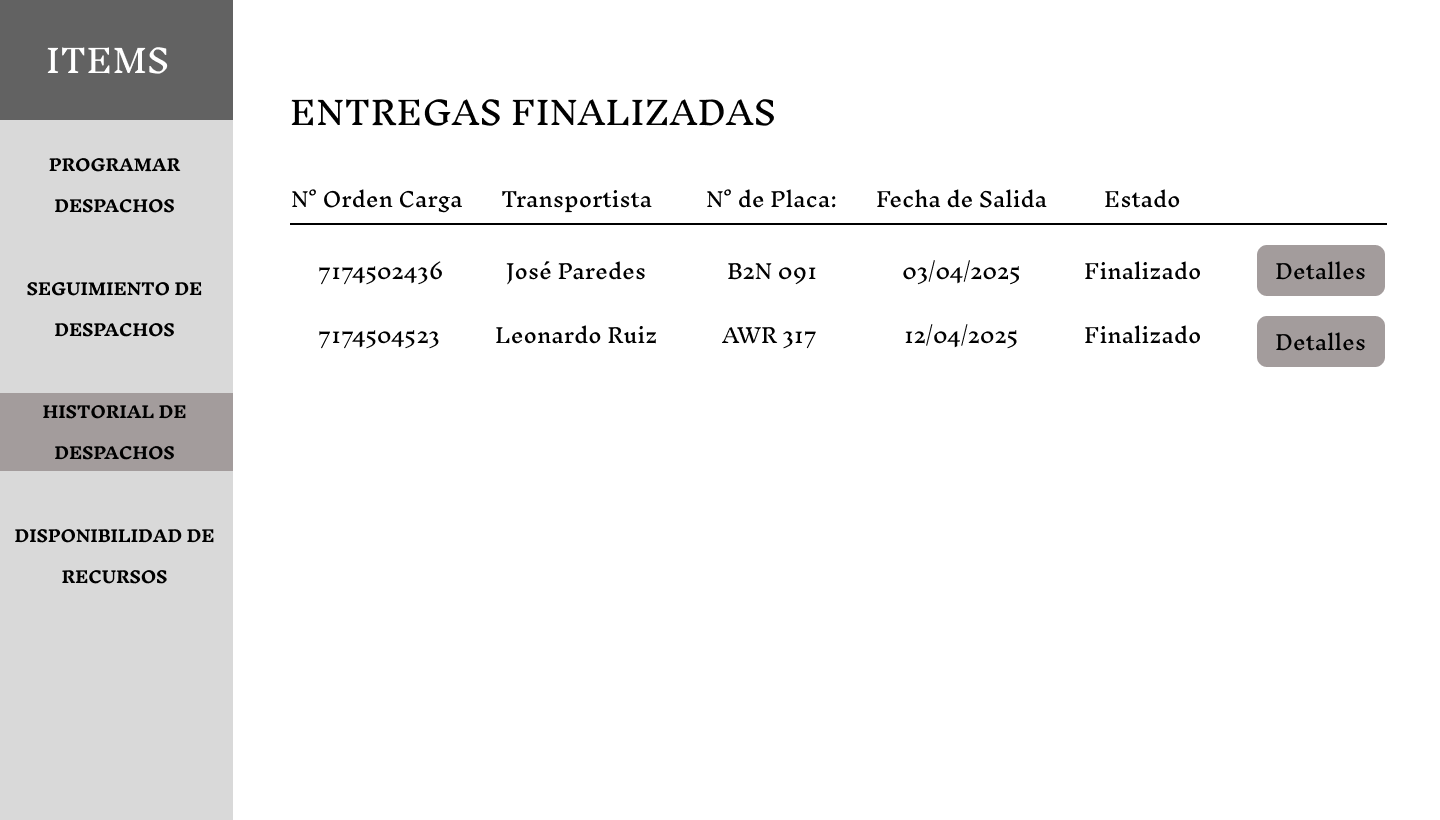 ITEMS
PROGRAMAR
DESPACHOS
SEGUIMIENTO DE
DESPACHOS
HISTORIAL DE
DESPACHOS
DISPONIBILIDAD DE
RECURSOS
ENTREGAS FINALIZADAS
N° Orden Carga Transportista N° de Placa: Fecha de Salida Estado
7174502436 José Paredes B2N 091 03/04/2025 Finalizado Detalles
7174504523 Leonardo Ruiz AWR 317 12/04/2025 Finalizado Detalles